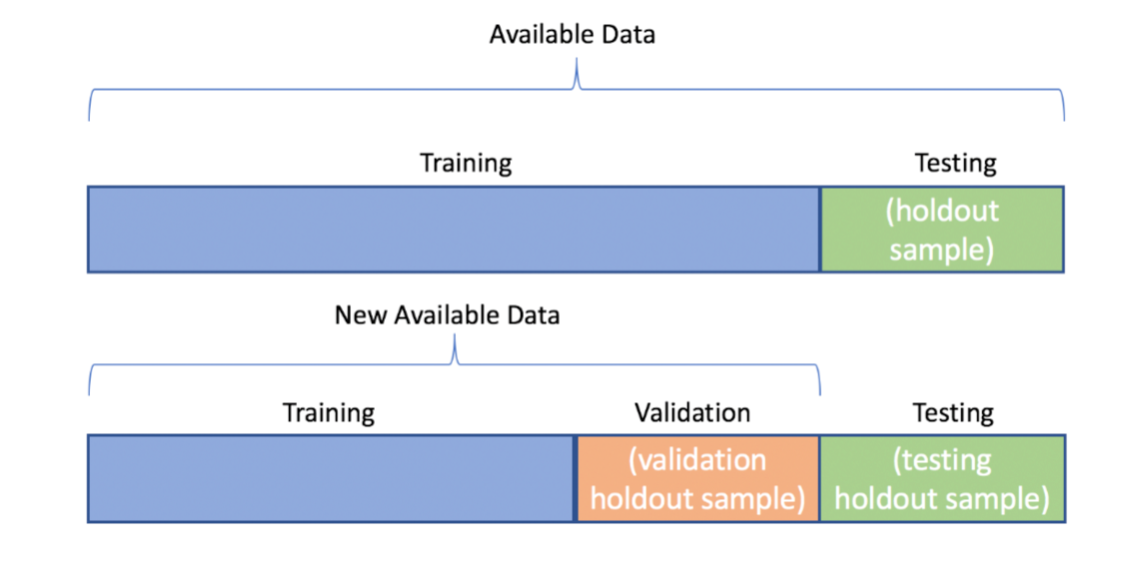 Available Data
Training
Testing
(holdout
sample)
New Available Data
Training
Validation
Testing
(validation
holdout sample)
(testing
holdout sample)